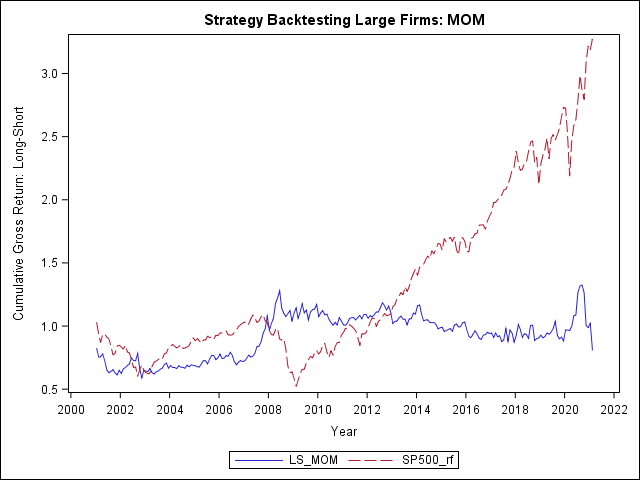 Strategy Backtesting Large Firms: MOM
Cumulative Gross Return: Long-Short
3.0
2.5
2.0
1.5
1.0
0.5
2000 2002 2004 2006 2008 2010 2012 2014 2016 2018 2020 2022
Year
LS_MOM SP500_rf